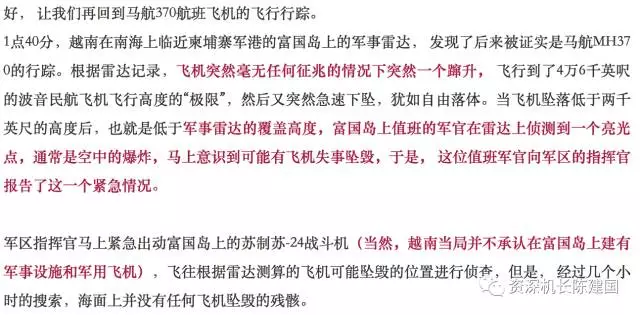 好， 让我们再回到马航370航班飞机的飞行行踪。
1点40分，越南在南海上临近柬埔寨军港的富国岛上的军事雷达， 发现了后来被证实是马航MH37
0的行踪。根据雷达记录，飞机突然毫无任何征兆的情况下突然一个蹿升， 飞行到了4万6千英呎
的波音民航飞机飞行高度的“极限”，然后又突然急速下坠，犹如自由落体。当飞机坠落低于两千
英尺的高度后，也就是低于军事雷达的覆盖高度，富国岛上值班的军官在雷达上侦测到一个亮光
点，通常是空中的爆炸，马上意识到可能有飞机失事坠毁，于是， 这位值班军官向军区的指挥官
报告了这一个紧急情况。
军区指挥官马上紧急出动富国岛上的苏制苏-24战斗机（当然，越南当局并不承认在富国岛上建有
军事设施和军用飞机），飞往根据雷达测算的飞机可能坠毁的位置进行侦查，但是， 经过几个小
时的搜索，海面上并没有任何飞机坠毁的残骸。
资深机长陈建国